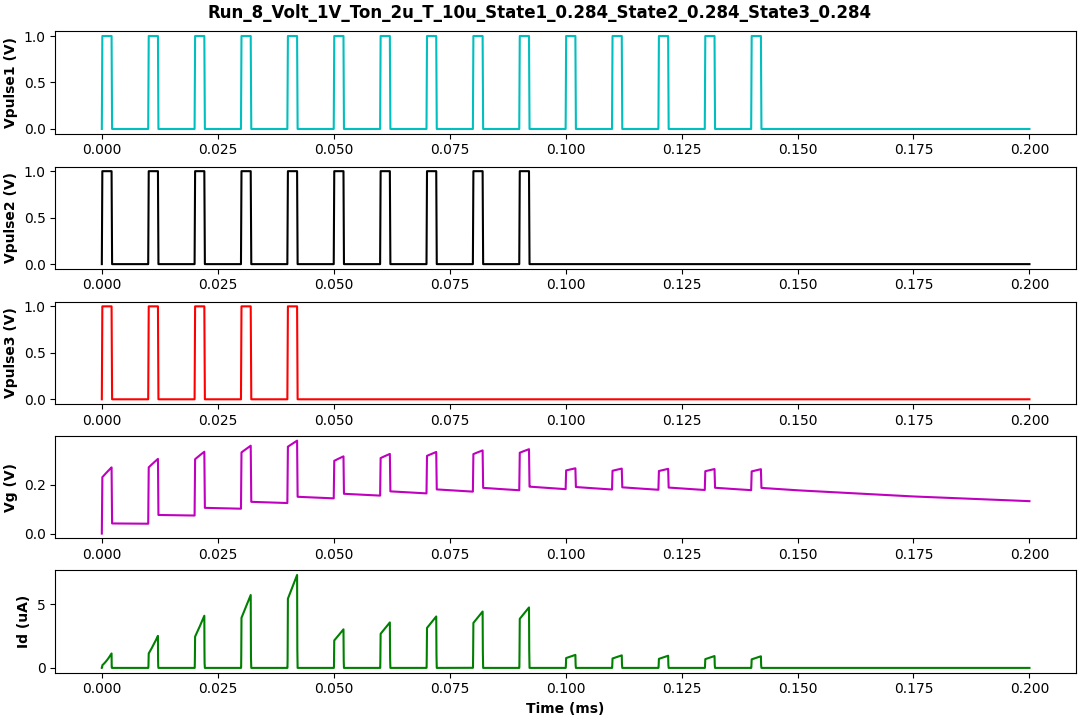 Run_8_Volt_1V_Ton_2u_T_10u_State1_0.284_State2_0.284_State3_0.284
Vpulse1 (V)
1.0
0.5
0.0
0.000 0.025 0.050 0.075 0.100 0.125 0.150 0.175 0.200
Vpulse2 (V)
1.0
0.5
0.0
0.000 0.025 0.050 0.075 0.100 0.125 0.150 0.175 0.200
Vpulse3 (V)
1.0
0.5
0.0
0.000 0.025 0.050 0.075 0.100 0.125 0.150 0.175 0.200
Vg (V)
0.2
0.0
0.000 0.025 0.050 0.075 0.100 0.125 0.150 0.175 0.200
Id (uA)
5
0
0.000 0.025 0.050 0.075 0.100 0.125 0.150 0.175 0.200
Time (ms)